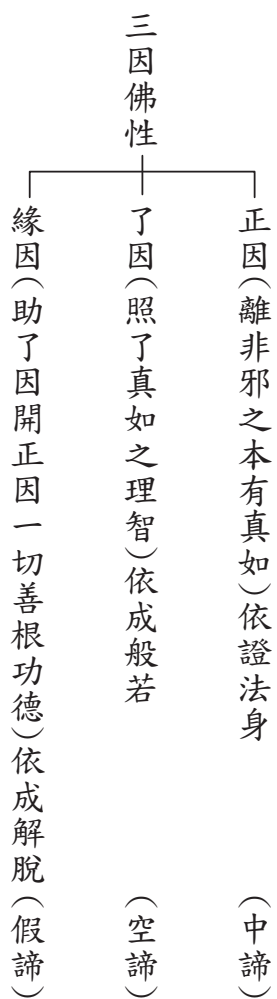 三因佛性
正因（離非邪之本有真如）依證法身（中諦）
了因（照了真如之理智）依成般若（空諦）
緣因（助了因開正因一切善根功德）依成解脫（假諦）